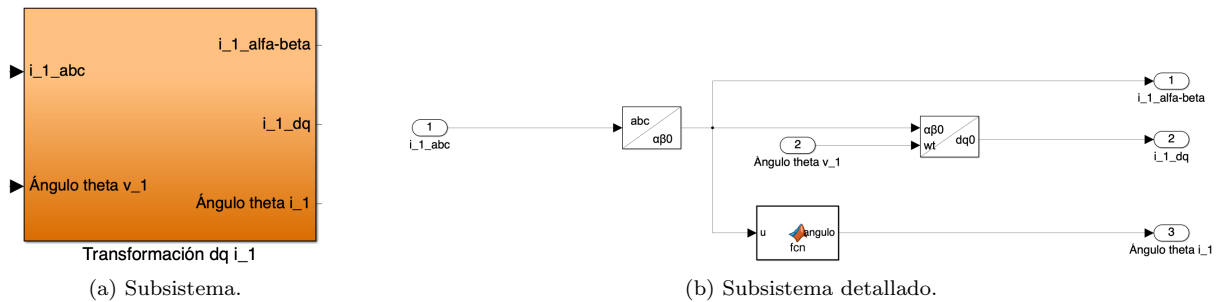 i_1_alfa-beta
i_1_abc
i_1_dq
Ángulo theta v_1
Ángulo theta i_1
Transformación dq i_1
(a) Subsistema.
1
i_1_abc
abc
αβ0
2
Ángulo theta v_1
αβ0
wt
dq0
u
angulo
fcn
1
i_1_alfa-beta
2
i_1_dq
3
Ángulo theta i_1
(b) Subsistema detallado.